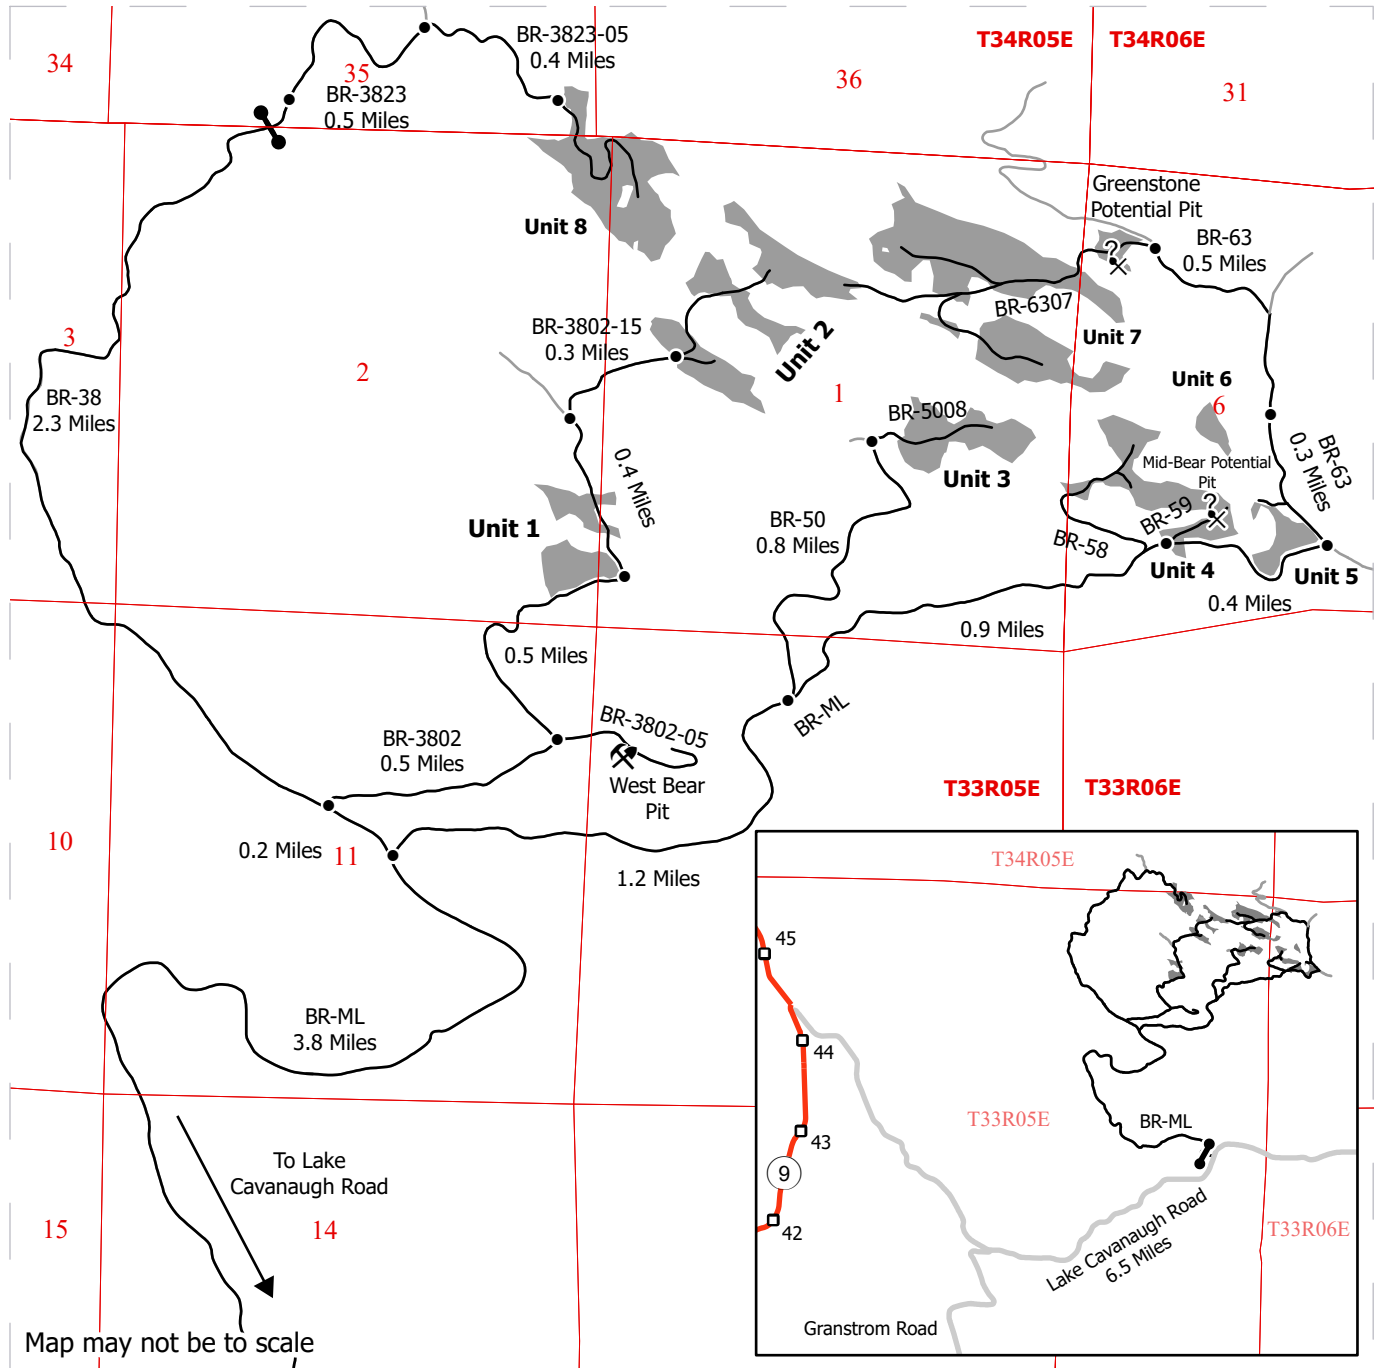 T34R05E
T34R06E
34
35
36
31
BR-3823-05
0.4 Miles
BR-3823
0.5 Miles
Greenstone
Potential Pit
Unit 8
?
BR-63
0.5 Miles
BR-6307
Unit 7
3
2
1
6
BR-3802-15
0.3 Miles
Unit 2
Unit 6
BR-38
2.3 Miles
BR-5008
Unit 3
0.4 Miles
Mid-Bear Potential
Pit
?
BR-63
0.3 Miles
Unit 1
BR-50
0.8 Miles
BR-59
BR-58
Unit 4
Unit 5
0.4 Miles
0.9 Miles
0.5 Miles
BR-ML
BR-3802
0.5 Miles
BR-3802-05
West Bear
Pit
T33R05E
T33R06E
10
0.2 Miles
11
1.2 Miles
BR-ML
3.8 Miles
To Lake
Cavanaugh Road
15
14
Map may not be to scale
T34R05E
45
44
43
9
42
T33R05E
BR-ML
T33R06E
Lake Cavanaugh Road
6.5 Miles
Granstrom Road